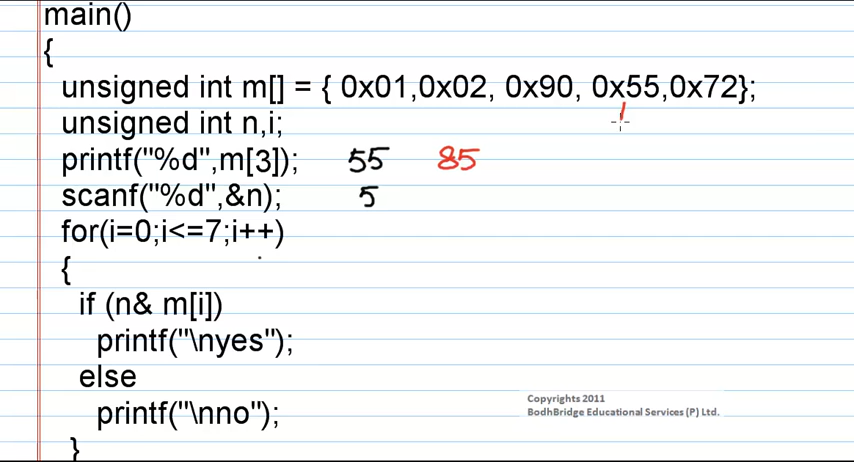 main()
{
unsigned int m[] = { 0x01,0x02, 0x90, 0x55,0x72};
unsigned int n,i;
printf("%d",m[3]); 55 85
scanf("%d",&n); 5
for(i=0;i<=7;i++)
{
if (n& m[i])
printf("\nyes");
else
printf("\nno");
}
Copyrights 2011
BodhBridge Educational Services (P) Ltd.